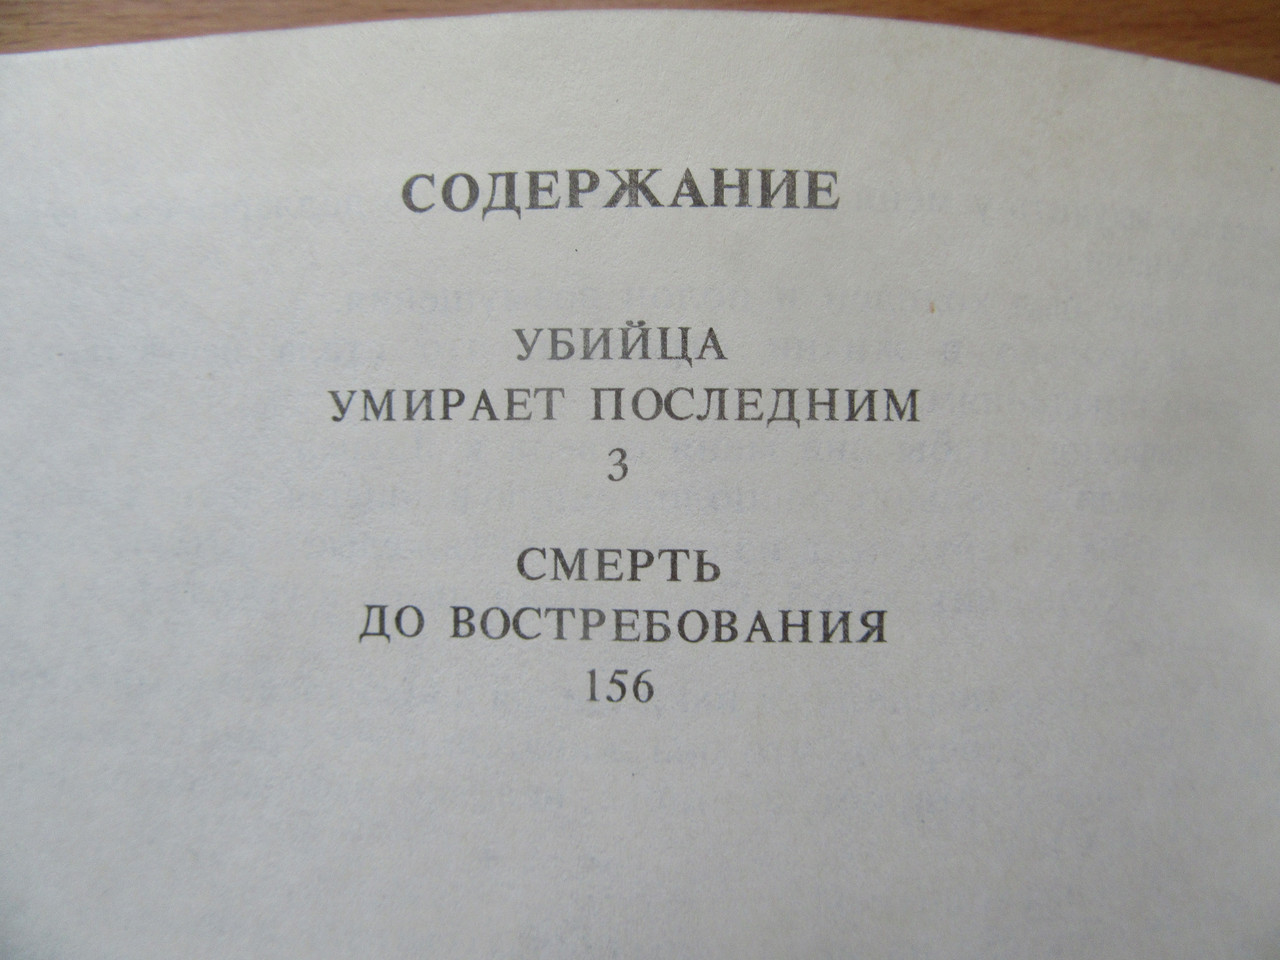 СОДЕРЖАНИЕ
УБИЙЦА
УМИРАЕТ ПОСЛЕДНИМ
3
СМЕРТЬ
ДО ВОСТРЕБОВАНИЯ
156